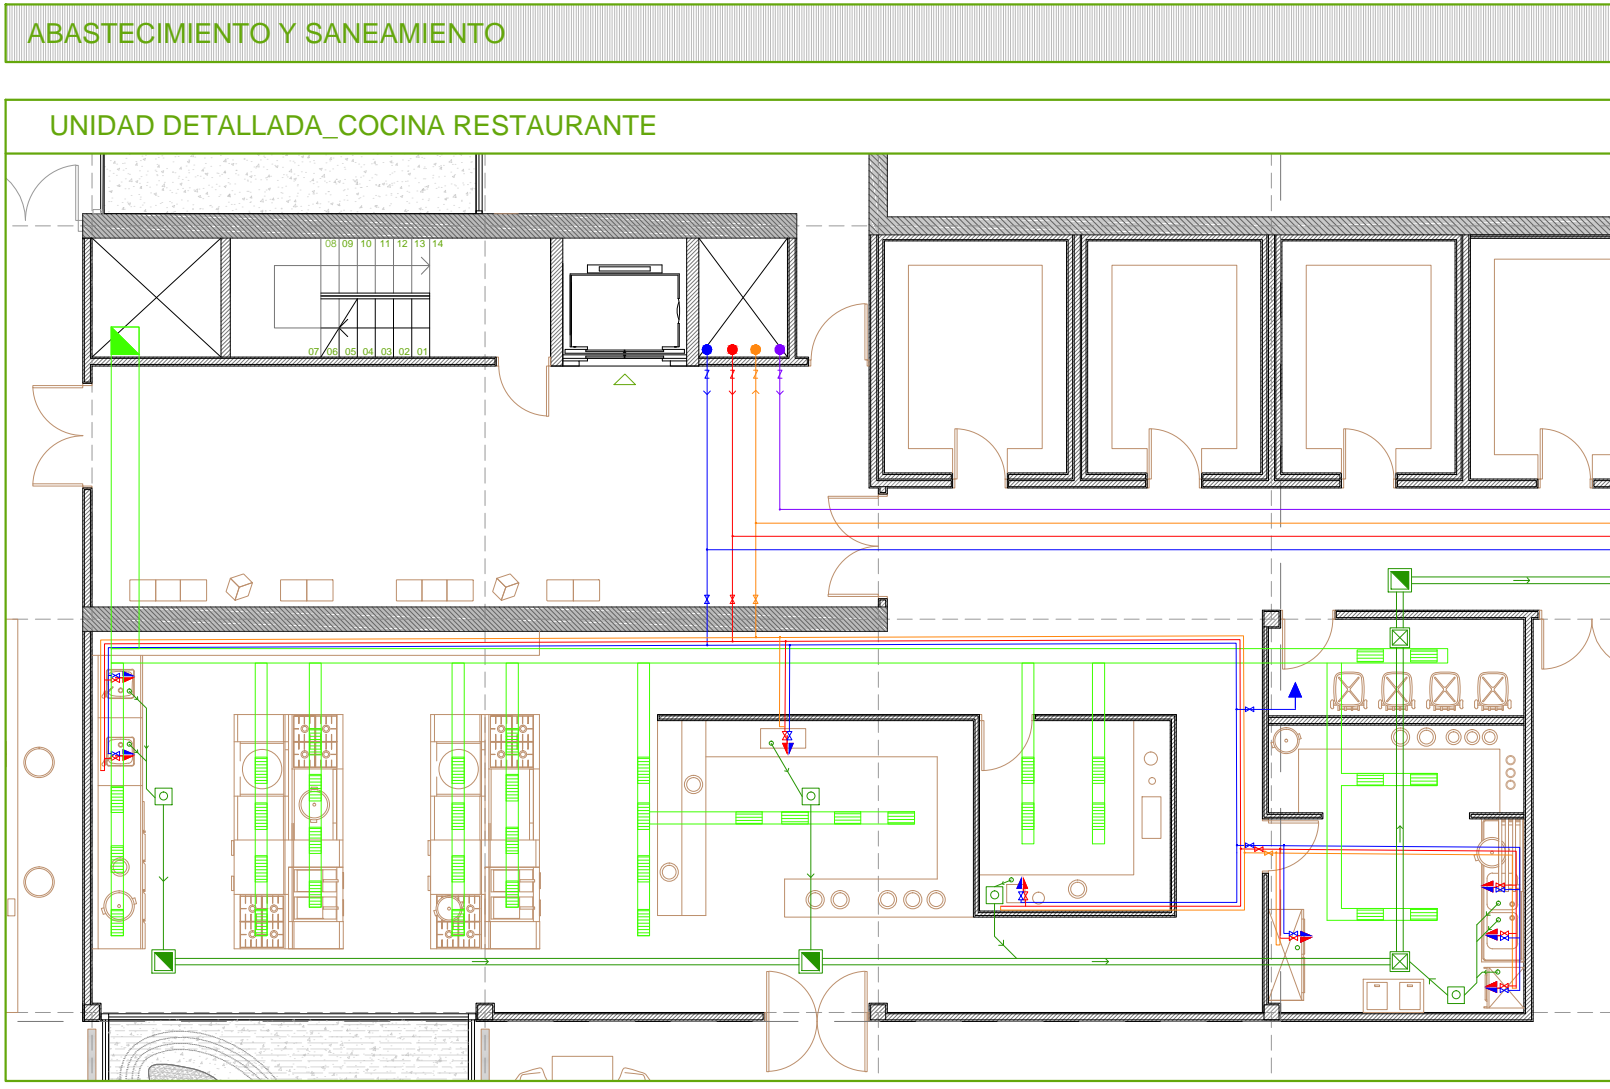 ABASTECIMIENTO Y SANEAMIENTO
UNIDAD DETALLADA_COCINA RESTAURANTE
08 09 10 11 12 13 14
07 06 05 04 03 02 01